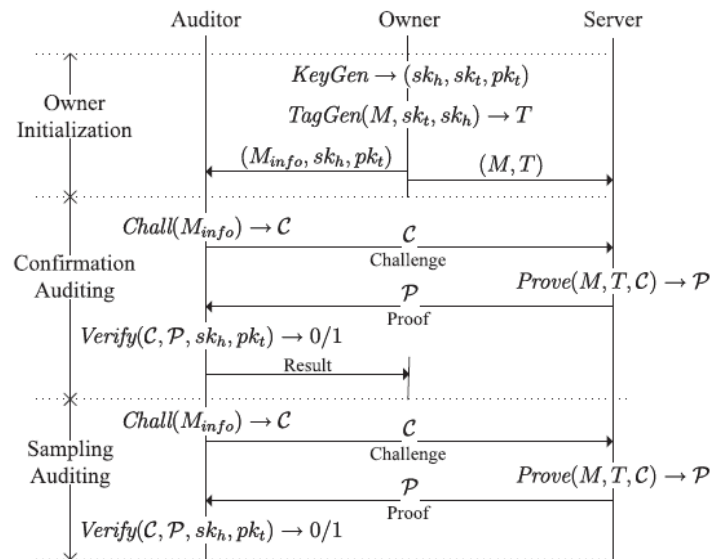 Auditor Owner Server
KeyGen → (sk_h, sk_t, pk_t)
Owner
Initialization
TagGen(M, sk_t, sk_h) → T
(M_info, sk_h, pk_t)
(M, T)
Chall(M_info) → 𝒞
𝒞
Challenge
Confirmation
Auditing
Prove(M, T, 𝒞) → 𝒫
𝒫
Proof
Verify(𝒞, 𝒫, sk_h, pk_t) → 0/1
Result
Chall(M_info) → 𝒞
𝒞
Challenge
Sampling
Auditing
Prove(M, T, 𝒞) → 𝒫
𝒫
Proof
Verify(𝒞, 𝒫, sk_h, pk_t) → 0/1